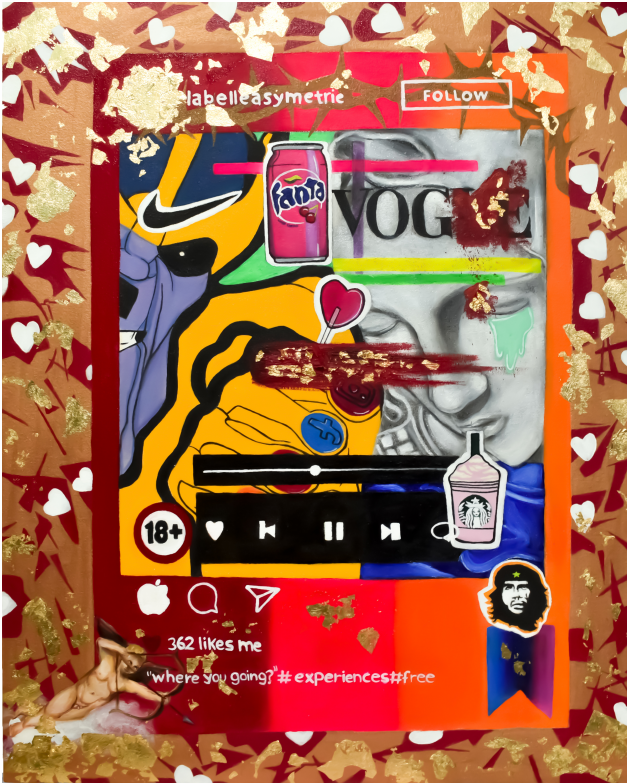 labelleasymetrie
FOLLOW
fanta
VOGUE
18+
362 likes me
"where you going?"# experiences#free